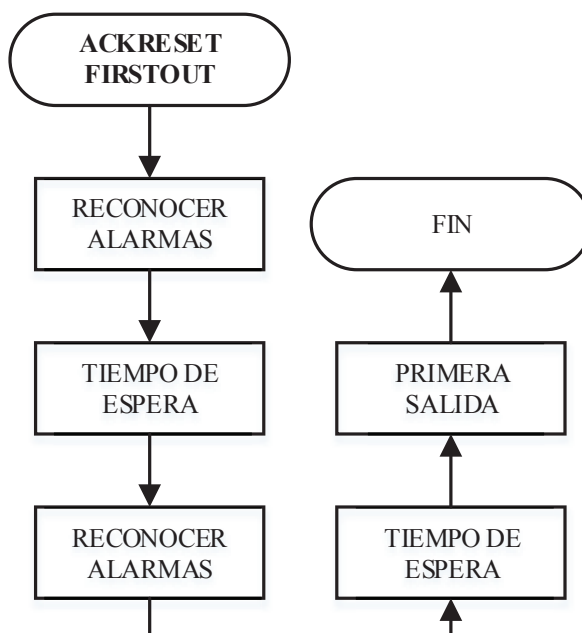 ACKRESET
FIRSTOUT
RECONOCER
ALARMAS
TIEMPO DE
ESPERA
RECONOCER
ALARMAS
FIN
PRIMERA
SALIDA
TIEMPO DE
ESPERA